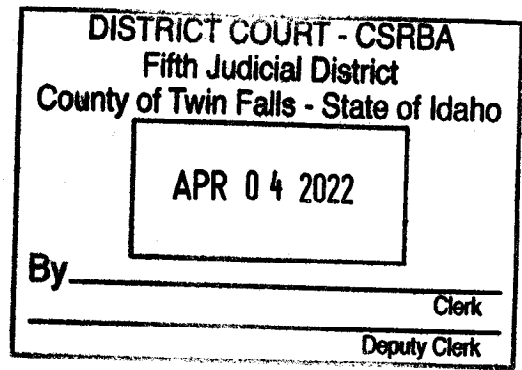 DISTRICT COURT - CSRBA
Fifth Judicial District
County of Twin Falls - State of Idaho
APR 04 2022
By
Clerk
Deputy Clerk